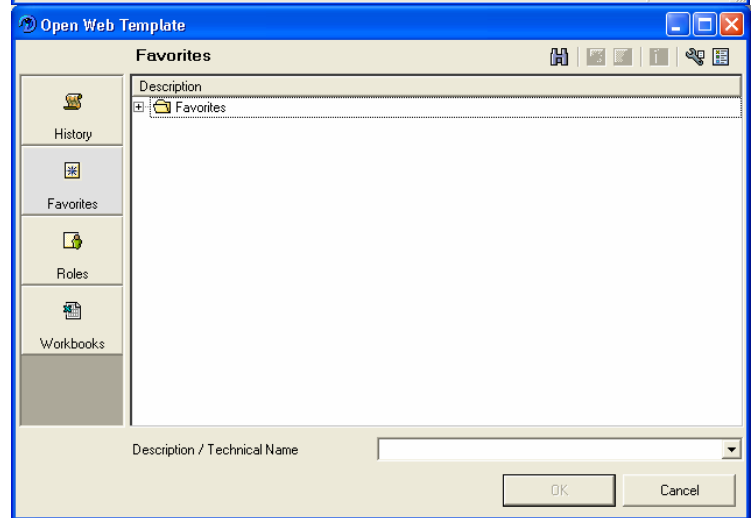 Open Web Template
Favorites
Description
Favorites
History
Favorites
Roles
Workbooks
Description / Technical Name
OK
Cancel